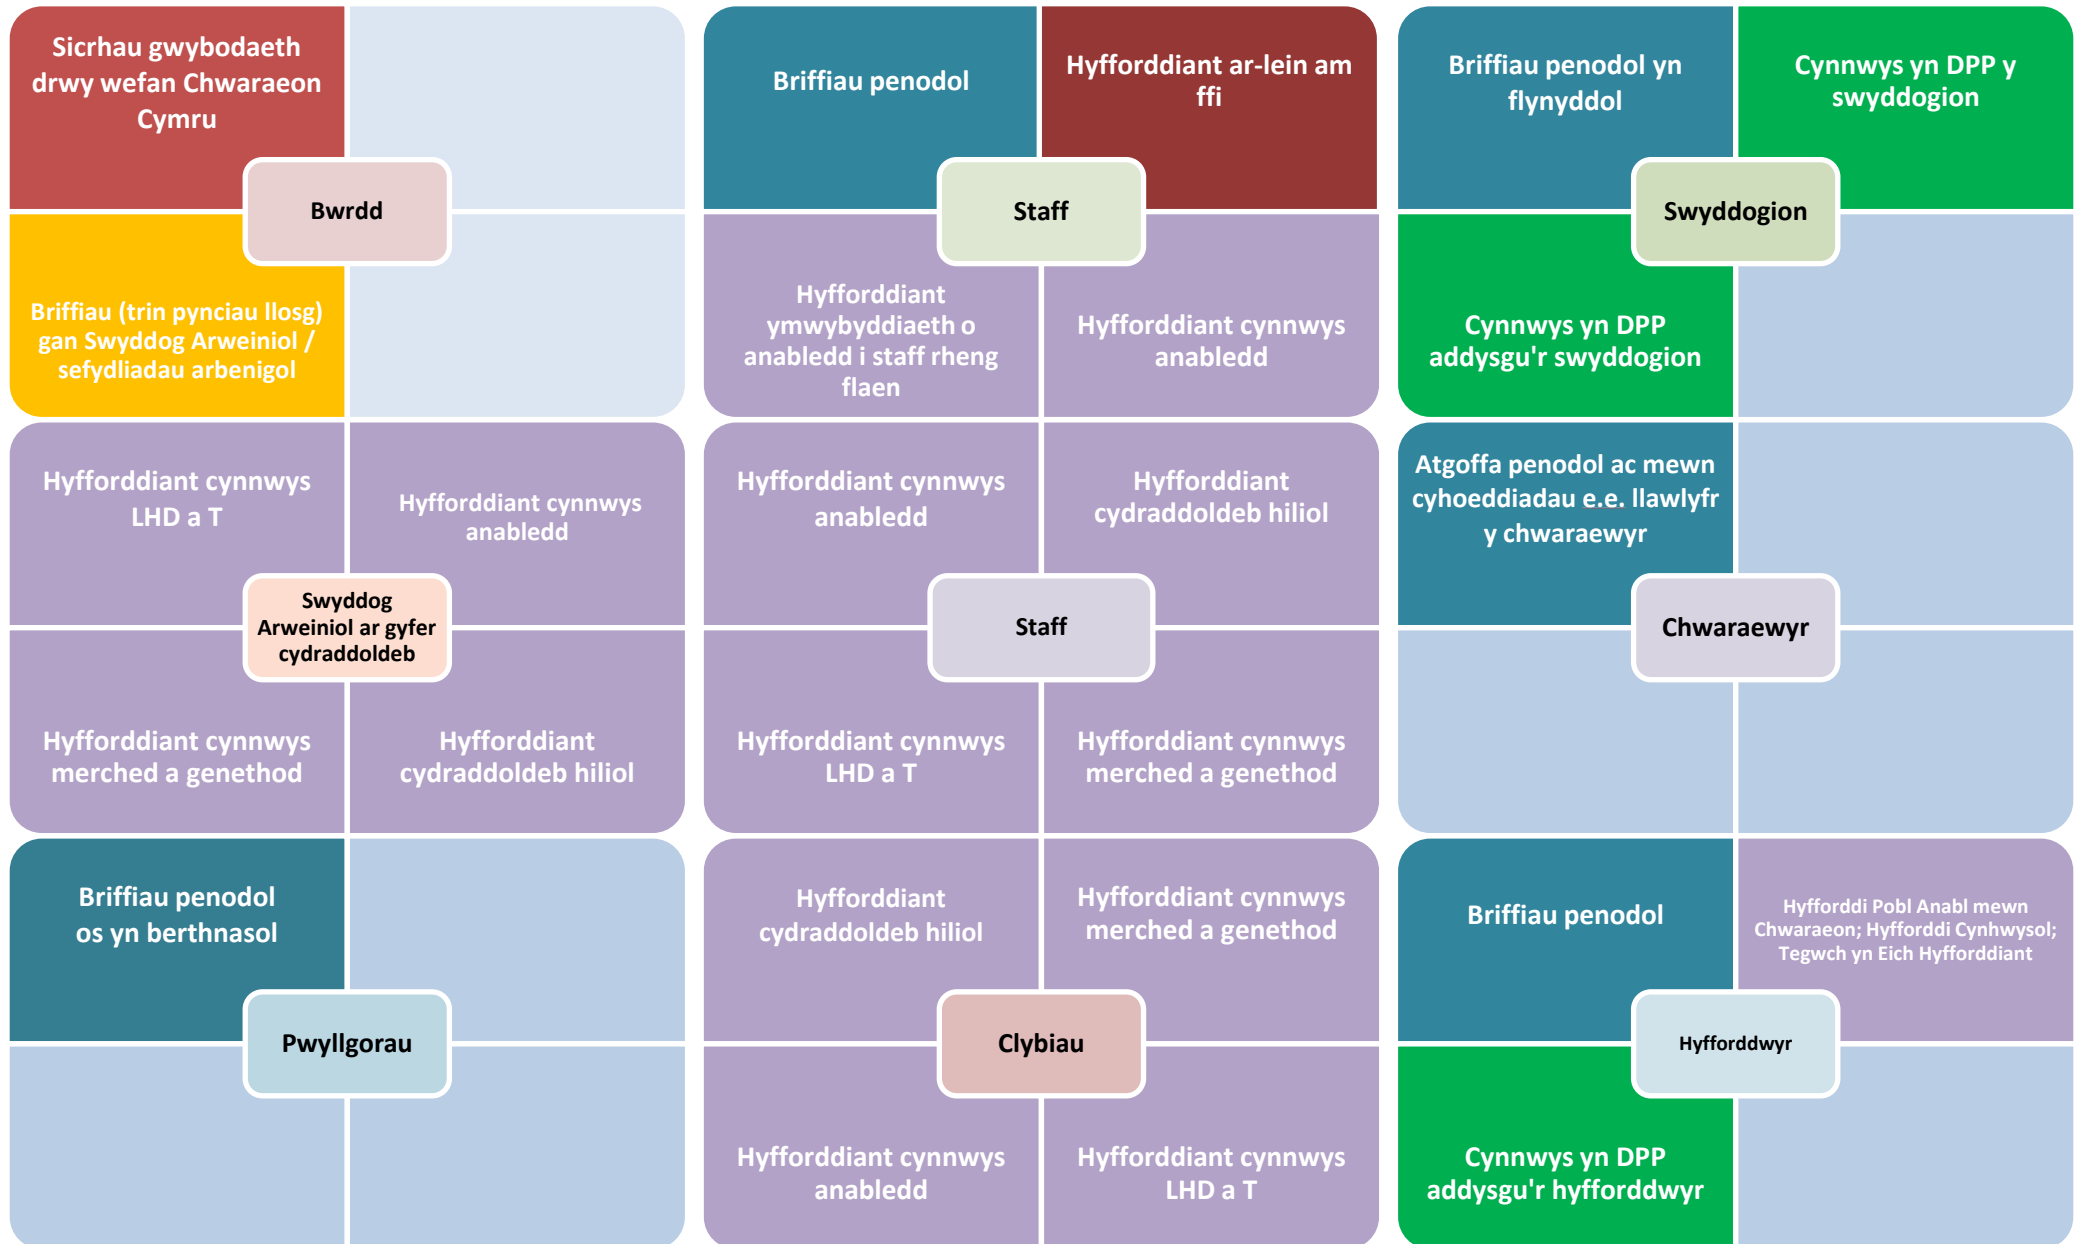 Sicrhau gwybodaeth
drwy wefan Chwaraeon
Cymru
Briffiau (trin pynciau llosg)
gan Swyddog Arweiniol /
sefydliadau arbenigol
Bwrdd
Briffiau penodol
Hyfforddiant ar-lein am
ffi
Hyfforddiant
ymwybyddiaeth o
anabledd i staff rheng
flaen
Hyfforddiant cynnwys
anabledd
Staff
Briffiau penodol yn
flynyddol
Cynnwys yn DPP y
swyddogion
Cynnwys yn DPP
addysgu'r swyddogion
Swyddogion
Hyfforddiant cynnwys
LHD a T
Hyfforddiant cynnwys
anabledd
Hyfforddiant cynnwys
merched a genethod
Hyfforddiant
cydraddoldeb hiliol
Swyddog
Arweiniol ar gyfer
cydraddoldeb
Hyfforddiant cynnwys
anabledd
Hyfforddiant
cydraddoldeb hiliol
Hyfforddiant cynnwys
LHD a T
Hyfforddiant cynnwys
merched a genethod
Staff
Atgoffa penodol ac mewn
cyhoeddiadau e.e. llawlyfr
y chwaraewyr
Chwaraewyr
Briffiau penodol
os yn berthnasol
Pwyllgorau
Hyfforddiant
cydraddoldeb hiliol
Hyfforddiant cynnwys
merched a genethod
Hyfforddiant cynnwys
anabledd
Hyfforddiant cynnwys
LHD a T
Clybiau
Briffiau penodol
Hyfforddi Pobl Anabl mewn
Chwaraeon; Hyfforddi Cynhwysol;
Tegwch yn Eich Hyfforddiant
Cynnwys yn DPP
addysgu'r hyfforddwyr
Hyfforddwyr